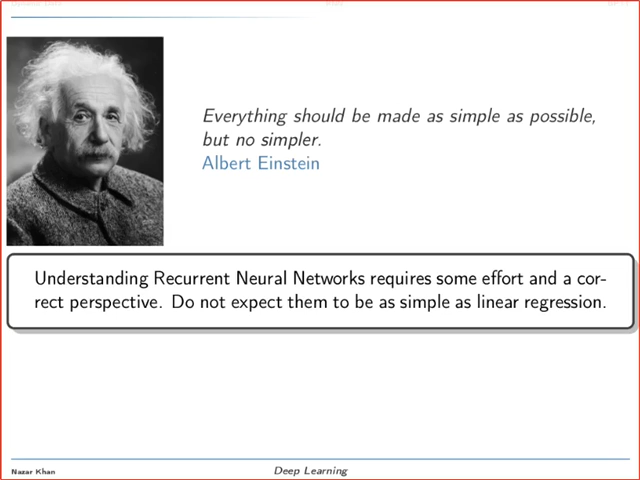 Everything should be made as simple as possible,
but no simpler.
Albert Einstein
Understanding Recurrent Neural Networks requires some effort and a cor-
rect perspective. Do not expect them to be as simple as linear regression.
Nazar Khan
Deep Learning